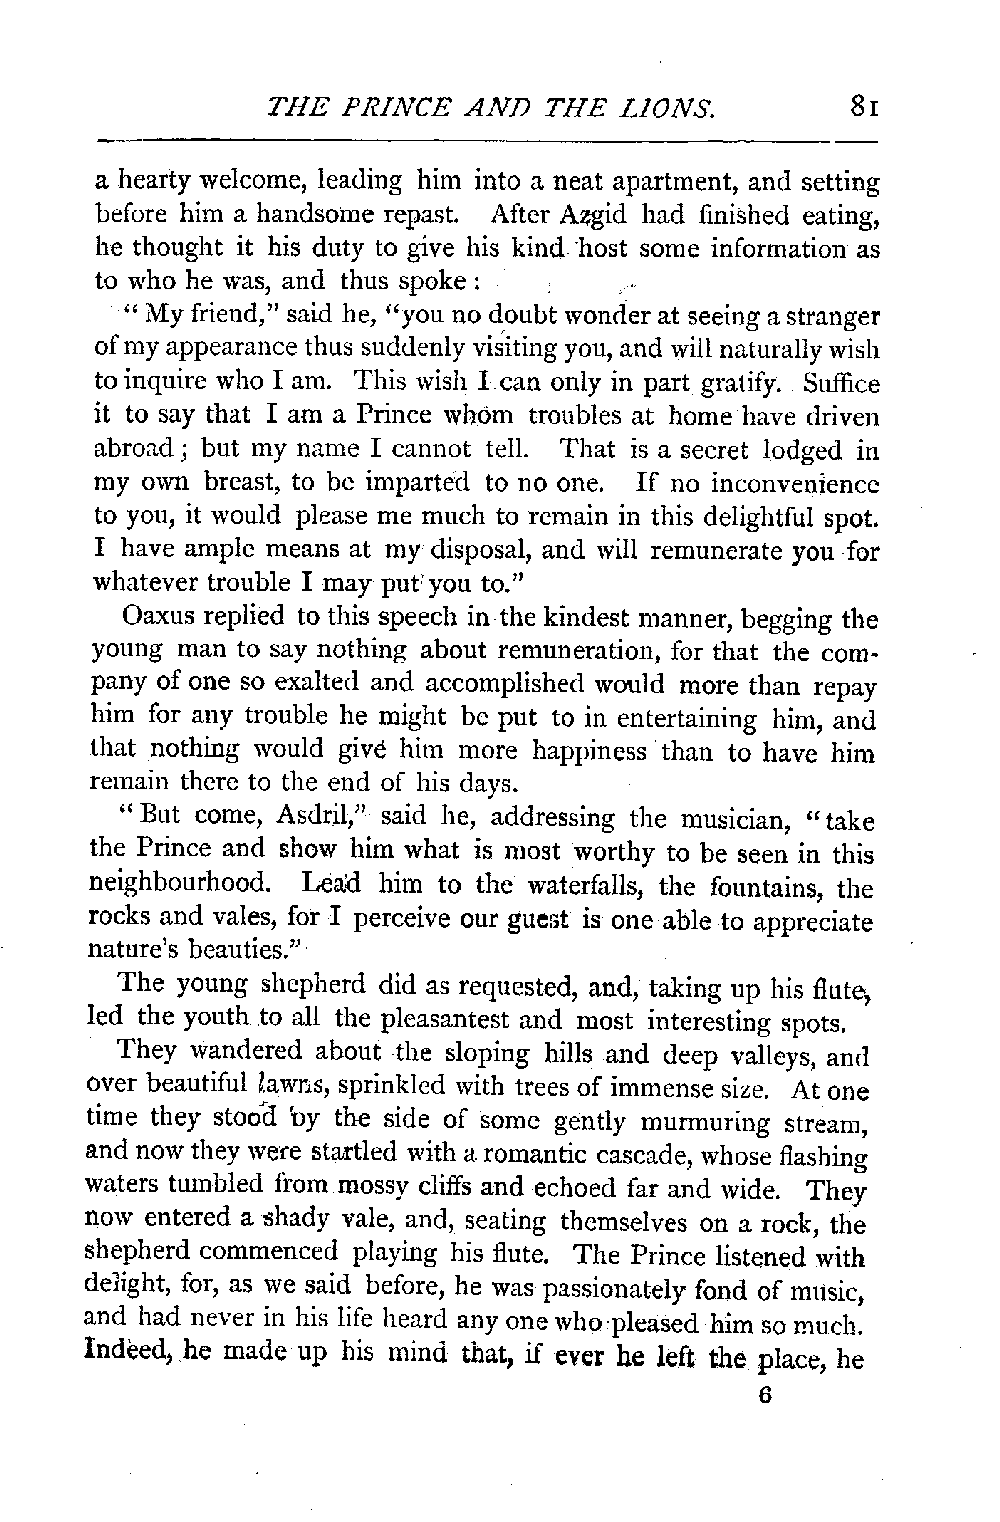 THE PRINCE AND THE LIONS. 81
a hearty welcome, leading him into a neat apartment, and setting
before him a handsome repast. After Azgid had finished eating,
he thought it his duty to give his kind host some information as
to who he was, and thus spoke :
“ My friend,” said he, “you no doubt wonder at seeing a stranger
of my appearance thus suddenly visiting you, and will naturally wish
to inquire who I am. This wish I can only in part gratify. Suffice
it to say that I am a Prince whom troubles at home have driven
abroad ; but my name I cannot tell. That is a secret lodged in
my own breast, to be imparted to no one. If no inconvenience
to you, it would please me much to remain in this delightful spot.
I have ample means at my disposal, and will remunerate you for
whatever trouble I may put you to.”
Oaxus replied to this speech in the kindest manner, begging the
young man to say nothing about remuneration, for that the com-
pany of one so exalted and accomplished would more than repay
him for any trouble he might be put to in entertaining him, and
that nothing would give him more happiness than to have him
remain there to the end of his days.
“ But come, Asdril,” said he, addressing the musician, “ take
the Prince and show him what is most worthy to be seen in this
neighbourhood. Lead him to the waterfalls, the fountains, the
rocks and vales, for I perceive our guest is one able to appreciate
nature's beauties.”
The young shepherd did as requested, and, taking up his flute,
led the youth to all the pleasantest and most interesting spots.
They wandered about the sloping hills and deep valleys, and
over beautiful lawns, sprinkled with trees of immense size. At one
time they stood by the side of some gently murmuring stream,
and now they were startled with a romantic cascade, whose flashing
waters tumbled from mossy cliffs and echoed far and wide. They
now entered a shady vale, and, seating themselves on a rock, the
shepherd commenced playing his flute. The Prince listened with
delight, for, as we said before, he was passionately fond of music,
and had never in his life heard any one who pleased him so much.
Indeed, he made up his mind that, if ever he left the place, he
6